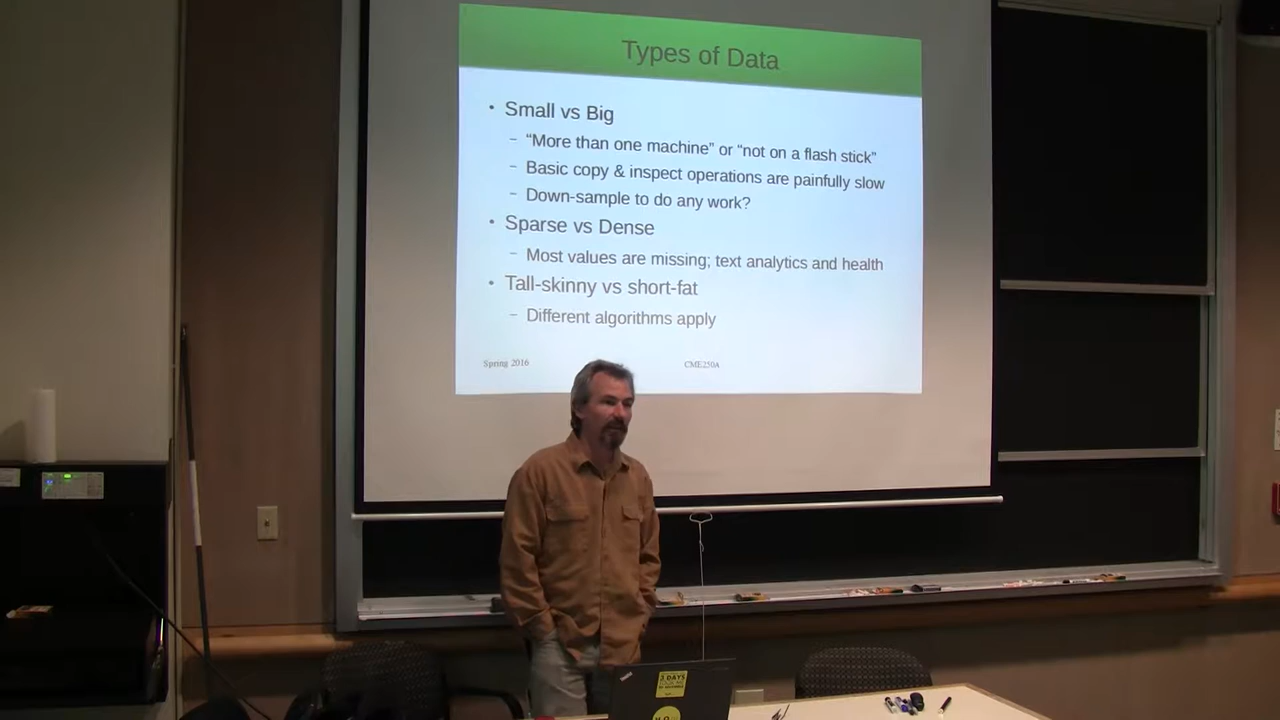 Types of Data
• Small vs Big
– “More than one machine” or “not on a flash stick”
– Basic copy & inspect operations are painfully slow
– Down-sample to do any work?
• Sparse vs Dense
– Most values are missing; text analytics and health
• Tall-skinny vs short-fat
– Different algorithms apply
Spring 2016
CME250A
3 DAYS